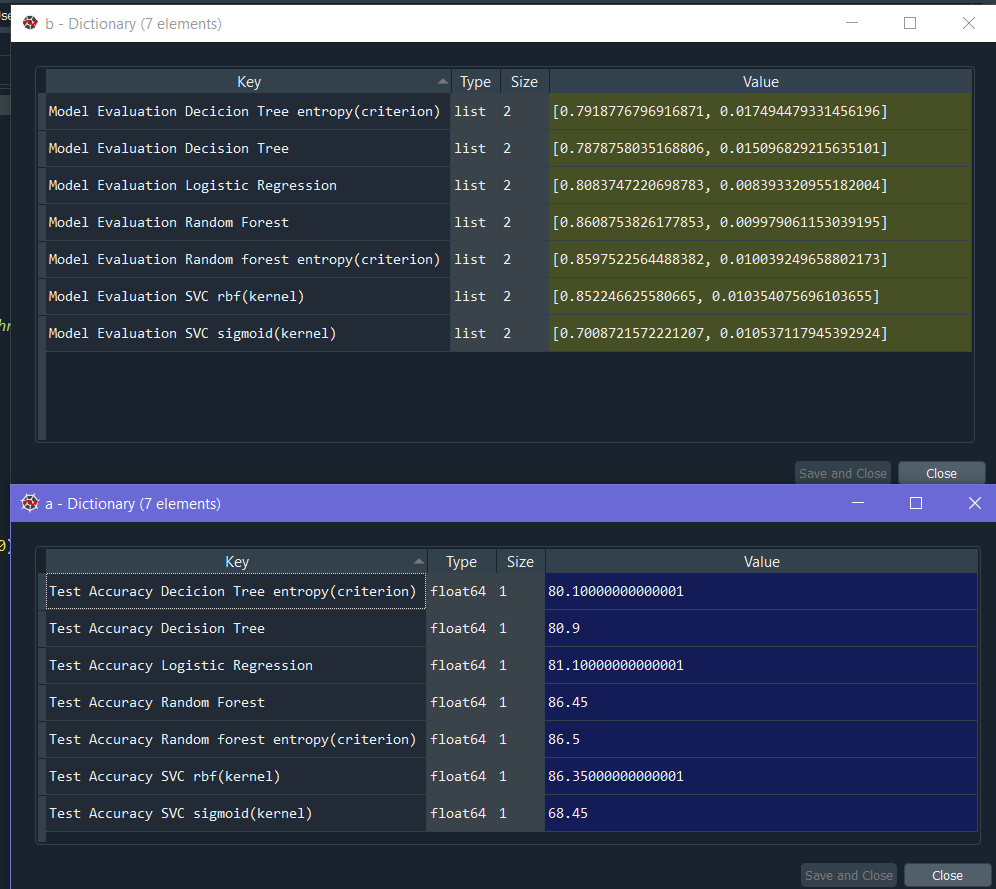 se
b - Dictionary (7 elements)
Key Type Size Value
Model Evaluation Decicion Tree entropy(criterion) list 2 [0.7918776796916871, 0.017494479331456196]
Model Evaluation Decision Tree list 2 [0.7878758035168806, 0.015096829215635101]
Model Evaluation Logistic Regression list 2 [0.8083747220698783, 0.008393320955182004]
Model Evaluation Random Forest list 2 [0.8608753826177853, 0.009979061153039195]
Model Evaluation Random forest entropy(criterion) list 2 [0.8597522564488382, 0.010039249658802173]
Model Evaluation SVC rbf(kernel) list 2 [0.852246625580665, 0.010354075696103655]
hr
Model Evaluation SVC sigmoid(kernel) list 2 [0.7008721572221207, 0.010537117945392924]
Save and Close Close
a - Dictionary (7 elements)
0)
Key Type Size Value
Test Accuracy Decicion Tree entropy(criterion) float64 1 80.10000000000001
Test Accuracy Decision Tree float64 1 80.9
Test Accuracy Logistic Regression float64 1 81.10000000000001
Test Accuracy Random Forest float64 1 86.45
Test Accuracy Random forest entropy(criterion) float64 1 86.5
Test Accuracy SVC rbf(kernel) float64 1 86.35000000000001
Test Accuracy SVC sigmoid(kernel) float64 1 68.45
Save and Close Close